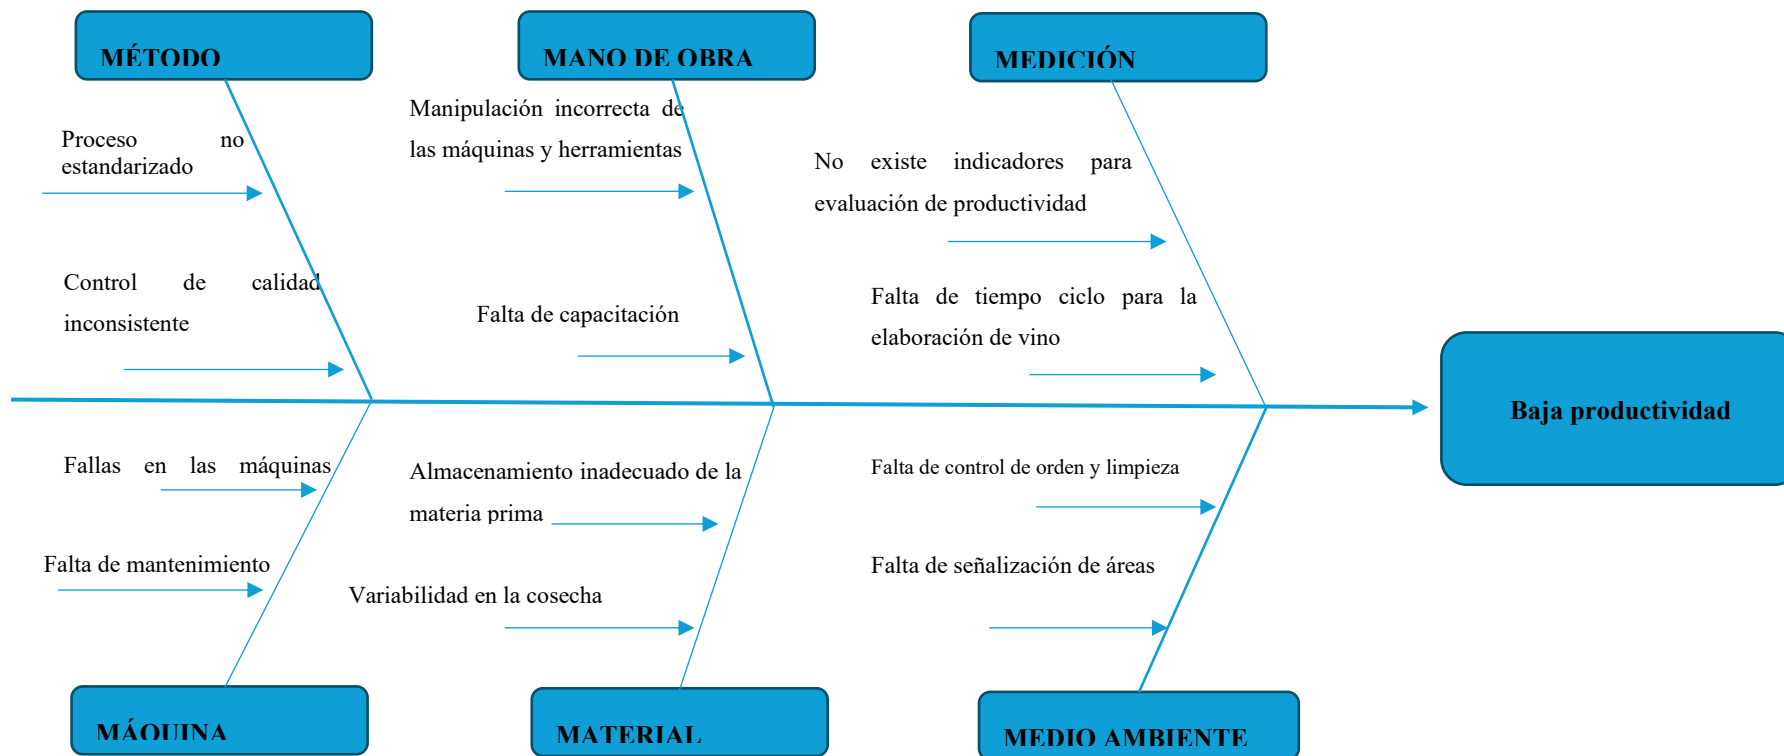 MÉTODO
MANO DE OBRA
MEDICIÓN
Proceso no
estandarizado
Manipulación incorrecta de
las máquinas y herramientas
No existe indicadores para
evaluación de productividad
Control de calidad
inconsistente
Falta de capacitación
Falta de tiempo ciclo para la
elaboración de vino
Baja productividad
Fallas en las máquinas
Almacenamiento inadecuado de la
materia prima
Falta de control de orden y limpieza
Falta de mantenimiento
Variabilidad en la cosecha
Falta de señalización de áreas
MÁQUINA
MATERIAL
MEDIO AMBIENTE